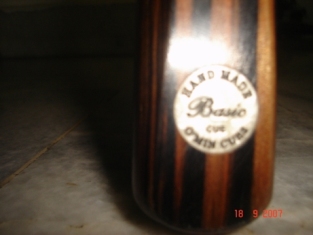 HAND MADE
Basic
CUE
O'MIN CUES
18 9 2007